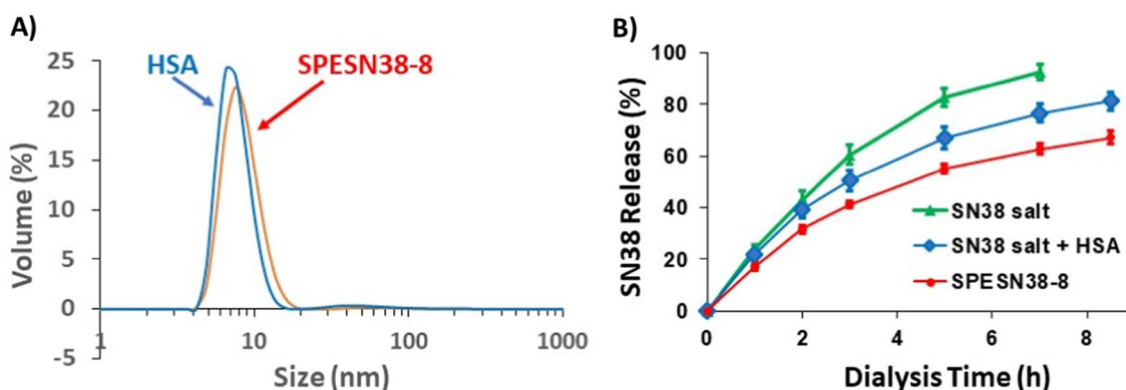 A)
HSA
SPESN38-8
Volume (%)
25
20
15
10
5
0
-5
1
10
100
1000
Size (nm)
B)
SN38 Release (%)
100
80
60
40
20
0
SN38 salt
SN38 salt + HSA
SPESN38-8
0
2
4
6
8
Dialysis Time (h)